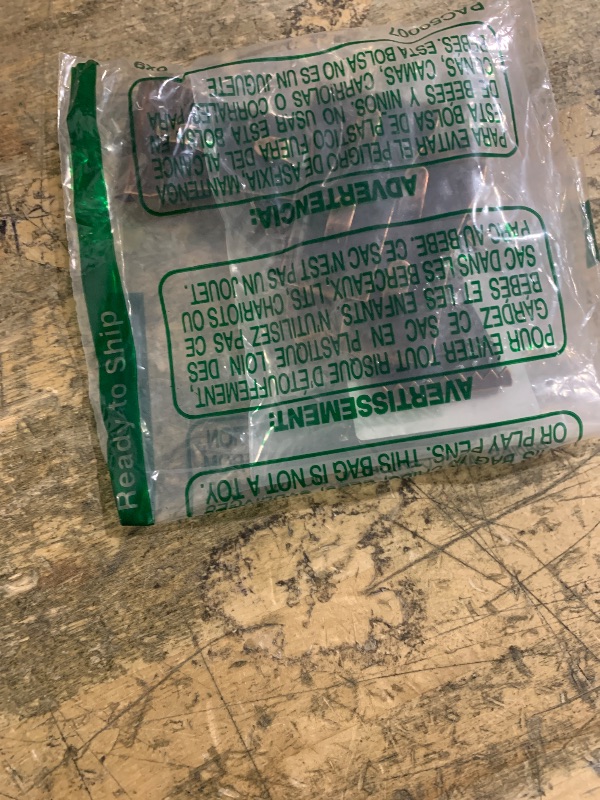 OR PLAY PENS. THIS BAG IS NOT A TOY.
AVERTISSEMENT:
POUR ÉVITER TOUT RISQUE D'ÉTOUFFEMENT,
GARDEZ CE SAC EN PLASTIQUE LOIN DES
BÉBÉS ET LES ENFANTS. N'UTILISEZ PAS CE
SAC DANS LES BERCEAUX, LITS, CHARIOTS OU
PARC AU BEBE. CE SAC N'EST PAS UN JOUET.
ADVERTENCIA:
PARA EVITAR EL PELIGRO DE ASFIXIA, MANTENGA
ESTA BOLSA DE PLASTICO FUERA DEL ALCANCE
DE BEBES Y NINOS. NO USAR ESTA BOLSA EN
CUNAS, CAMAS, CARRIOLAS O CORRALES PARA
BEBES. ESTA BOLSA NO ES UN JUGUETE
Ready to Ship